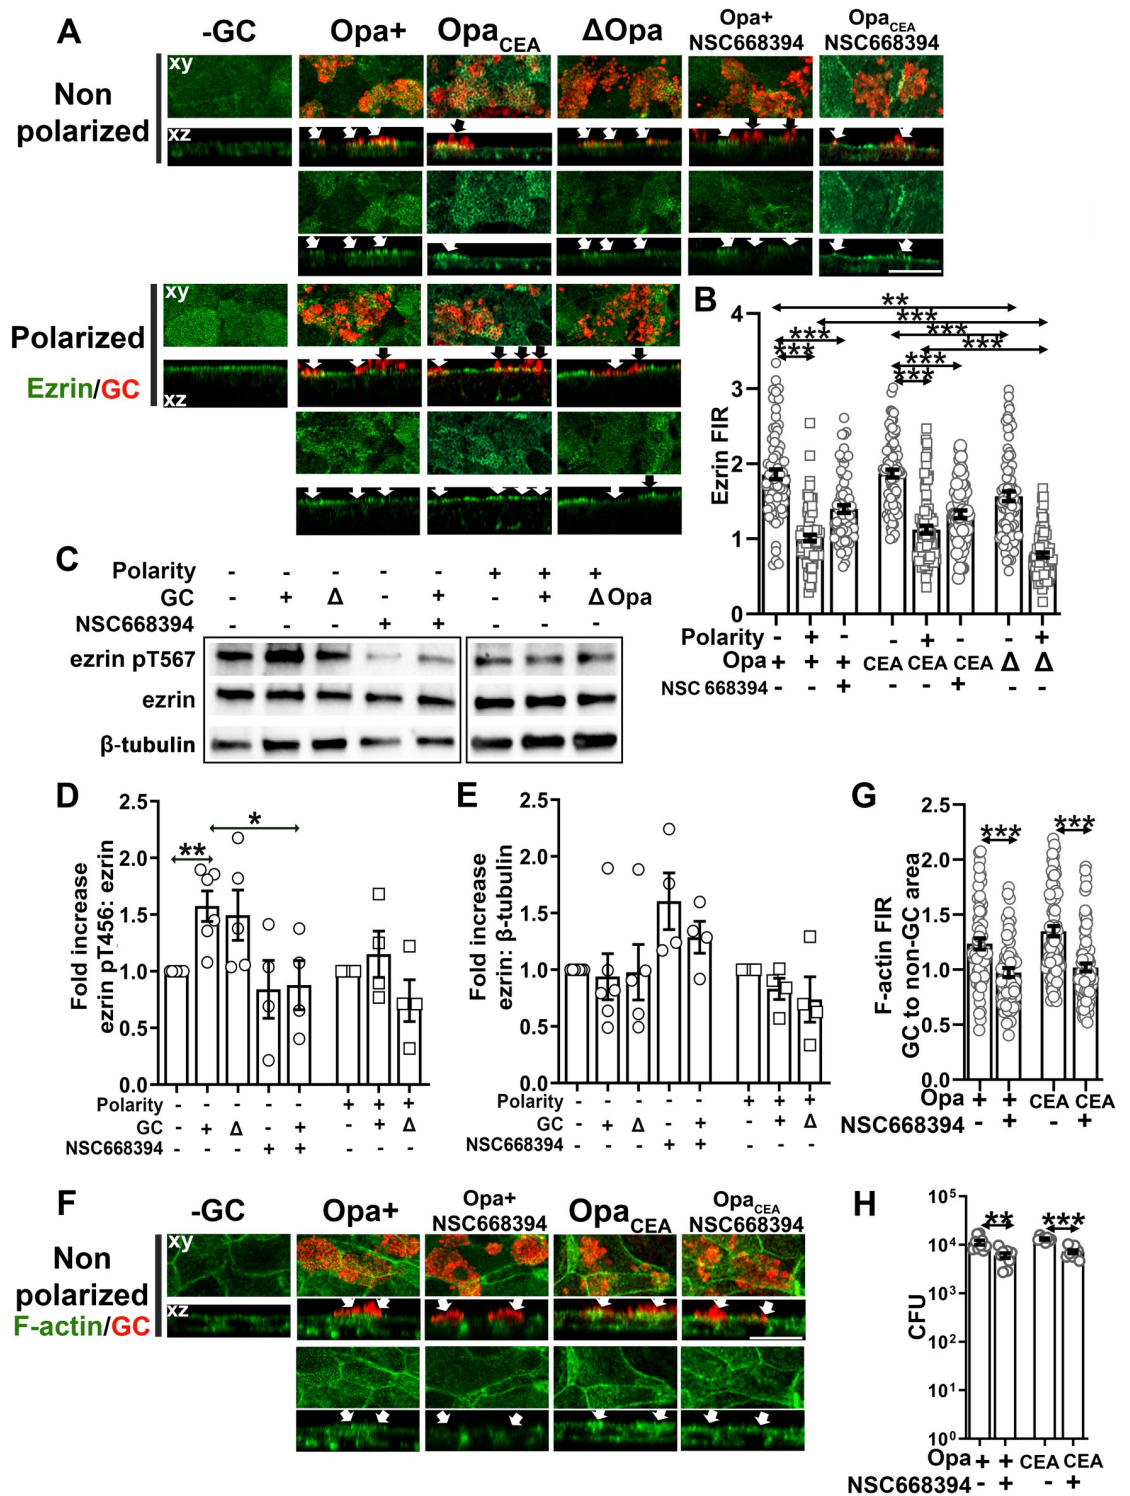 A
-GC
Opa+
OpaCEA
ΔOpa
Opa+
NSC668394
OpaCEA
NSC668394
Non
polarized
xy
xz
Polarized
Ezrin/GC
xy
xz
B
Ezrin FIR
4
3
2
1
0
** *** *** *** *** *** *** ***
Polarity - + - - + - - +
Opa + + + CEA CEA CEA Δ Δ
NSC 668394 - - + - - + - -
C
Polarity - - - - - + + +
GC - + Δ - + - + Δ Opa
NSC668394 - - - + + - - -
ezrin pT567
ezrin
β-tubulin
D
Fold increase
ezrin pT456: ezrin
2.5
2.0
1.5
1.0
0.5
0.0
** *
Polarity - - - - - + + +
GC - + Δ - + - + Δ
NSC668394 - - - + + - - -
E
Fold increase
ezrin: β-tubulin
2.5
2.0
1.5
1.0
0.5
0.0
Polarity - - - - - + + +
GC - + Δ - + - + Δ
NSC668394 - - - + + - - -
G
F-actin FIR
GC to non-GC area
2.5
2.0
1.5
1.0
0.5
0.0
*** ***
Opa + + CEA CEA
NSC668394 - + - +
F
-GC
Opa+
Opa+
NSC668394
OpaCEA
OpaCEA
NSC668394
Non
polarized
F-actin/GC
xy
xz
H
CFU
10⁵
10⁴
10³
10²
10¹
10⁰
** ***
Opa + + CEA CEA
NSC668394 - + - +